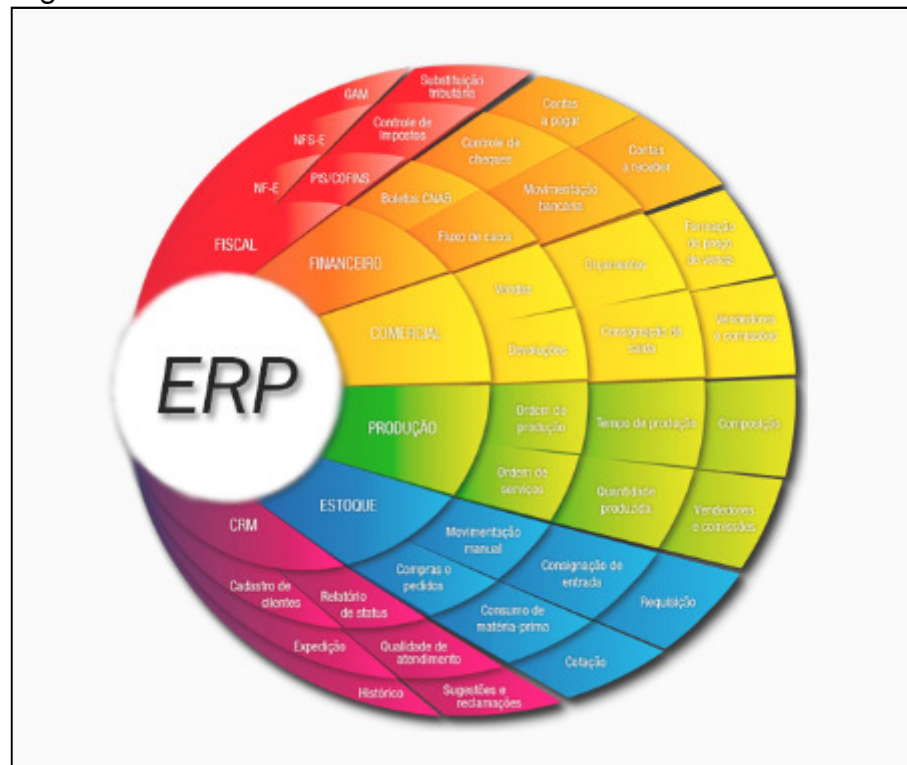 GAM
NFS-E
NF-E
FISCAL
Substituição
tributária
Controle de
Impostos
PIS/COFINS
FINANCEIRO
Boletos CNAB
Fluxo de caixa
Controle de
cheques
Movimentação
bancária
Contas
a pagar
Contas
a receber
COMERCIAL
Vendas
Devoluções
Orçamentos
Consignação de
saída
Formação
de preço
de venda
Vendedores
e comissões
ERP
PRODUÇÃO
Ordem de
produção
Ordem de
serviços
Tempo de produção
Quantidade
produzida
Composição
Vendedores
e comissões
ESTOQUE
Movimentação
manual
Compras e
pedidos
Consignação de
entrada
Consumo de
matéria-prima
Requisição
Cotação
CRM
Cadastro de
clientes
Relatório
de status
Expedição
Qualidade de
atendimento
Histórico
Sugestões e
reclamações